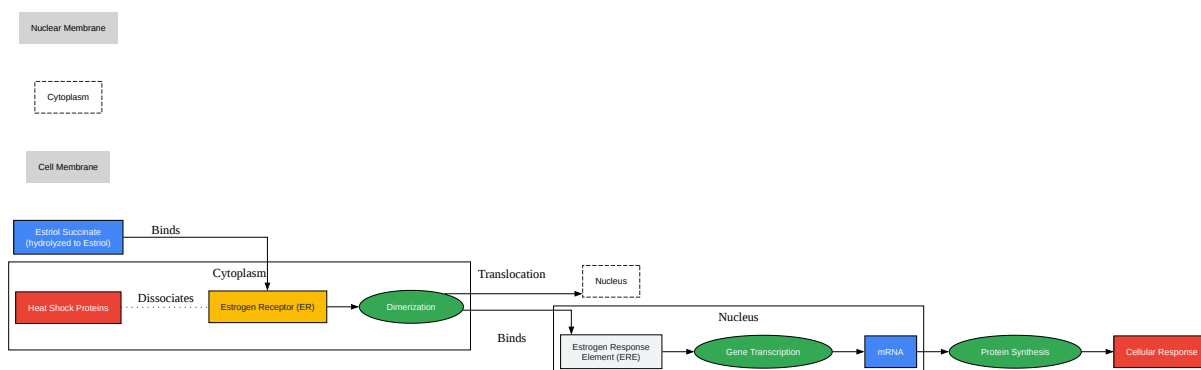 Nuclear Membrane
Cytoplasm
Cell Membrane
Estriol Succinate
(hydrolyzed to Estriol)
Binds
Cytoplasm
Translocation
Nucleus
Heat Shock Proteins
Dissociates
Estrogen Receptor (ER)
Dimerization
Binds
Nucleus
Estrogen Response
Element (ERE)
Gene Transcription
mRNA
Protein Synthesis
Cellular Response